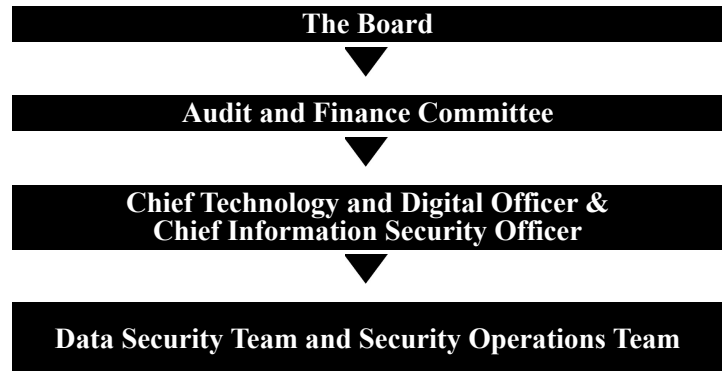 The Board
Audit and Finance Committee
Chief Technology and Digital Officer &
Chief Information Security Officer
Data Security Team and Security Operations Team